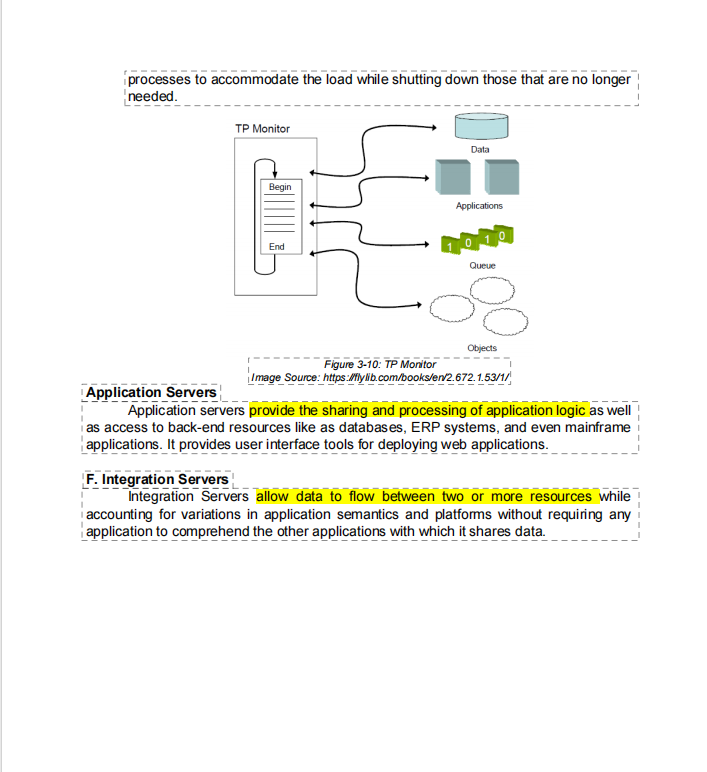 processes to accommodate the load while shutting down those that are no longer
needed.
TP Monitor
Begin
End
Data
Applications
1 0 1 0
Queue
Objects
Figure 3-10: TP Monitor
Image Source: https://flylib.com/books/en/2.672.1.53/1/
Application Servers
Application servers provide the sharing and processing of application logic as well
as access to back-end resources like as databases, ERP systems, and even mainframe
applications. It provides user interface tools for deploying web applications.
F. Integration Servers
Integration Servers allow data to flow between two or more resources while
accounting for variations in application semantics and platforms without requiring any
application to comprehend the other applications with which it shares data.